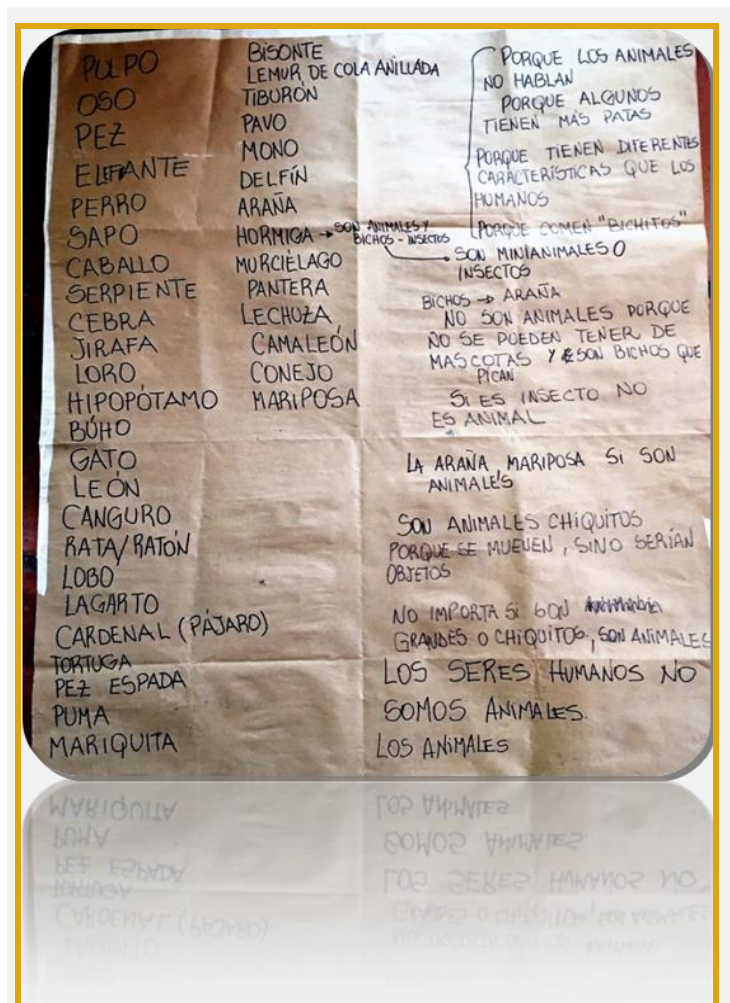 PULPO
OSO
PEZ
ELEFANTE
PERRO
SAPO
CABALLO
SERPIENTE
CEBRA
JIRAFA
LORO
HIPOPÓTAMO
BÚHO
GATO
LEÓN
CANGURO
RATA/RATÓN
LOBO
LAGARTO
CARDENAL (PÁJARO)
TORTUGA
PEZ ESPADA
PUMA
MARIQUITA
BISONTE
LEMUR DE COLA ANILLADA
TIBURÓN
PAVO
MONO
DELFÍN
ARAÑA
HORMIGA → SON ANIMALES Y
BICHOS - INSECTOS
MURCIÉLAGO
PANTERA
LECHUZA
CAMALEÓN
CONEJO
MARIPOSA
PORQUE LOS ANIMALES
NO HABLAN
PORQUE ALGUNOS
TIENEN MÁS PATAS
PORQUE TIENEN DIFERENTES
CARACTERÍSTICAS QUE LOS
HUMANOS
PORQUE COMEN "BICHITOS"
SON MINIANIMALES O
INSECTOS
BICHOS → ARAÑA
NO SON ANIMALES PORQUE
NO SE PUEDEN TENER DE
MASCOTAS Y SON BICHOS QUE
PICAN
SI ES INSECTO NO
ES ANIMAL
LA ARAÑA, MARIPOSA SI SON
ANIMALES
SON ANIMALES CHIQUITOS
PORQUE SE MUEVEN, SINO SERÍAN
OBJETOS
NO IMPORTA SI SON
GRANDES O CHIQUITOS, SON ANIMALES
LOS SERES HUMANOS NO
SOMOS ANIMALES.
LOS ANIMALES